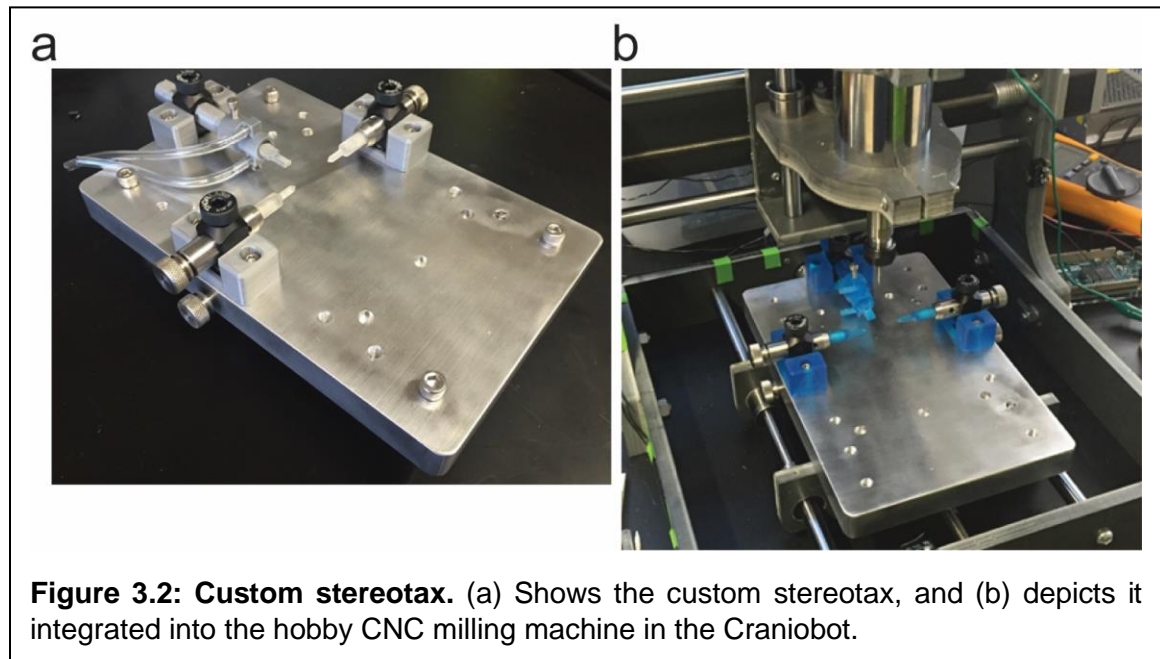 a
b
Figure 3.2: Custom stereotax. (a) Shows the custom stereotax, and (b) depicts it
integrated into the hobby CNC milling machine in the Craniobot.